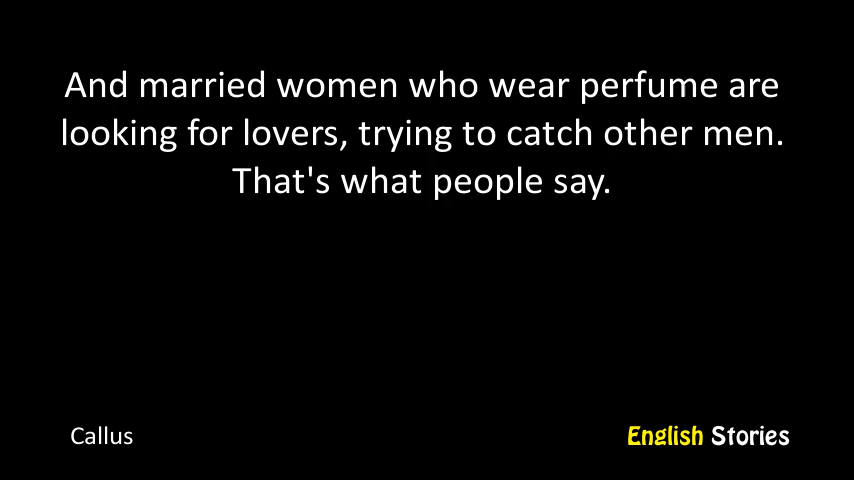 And married women who wear perfume are
looking for lovers, trying to catch other men.
That's what people say.
Callus
English Stories